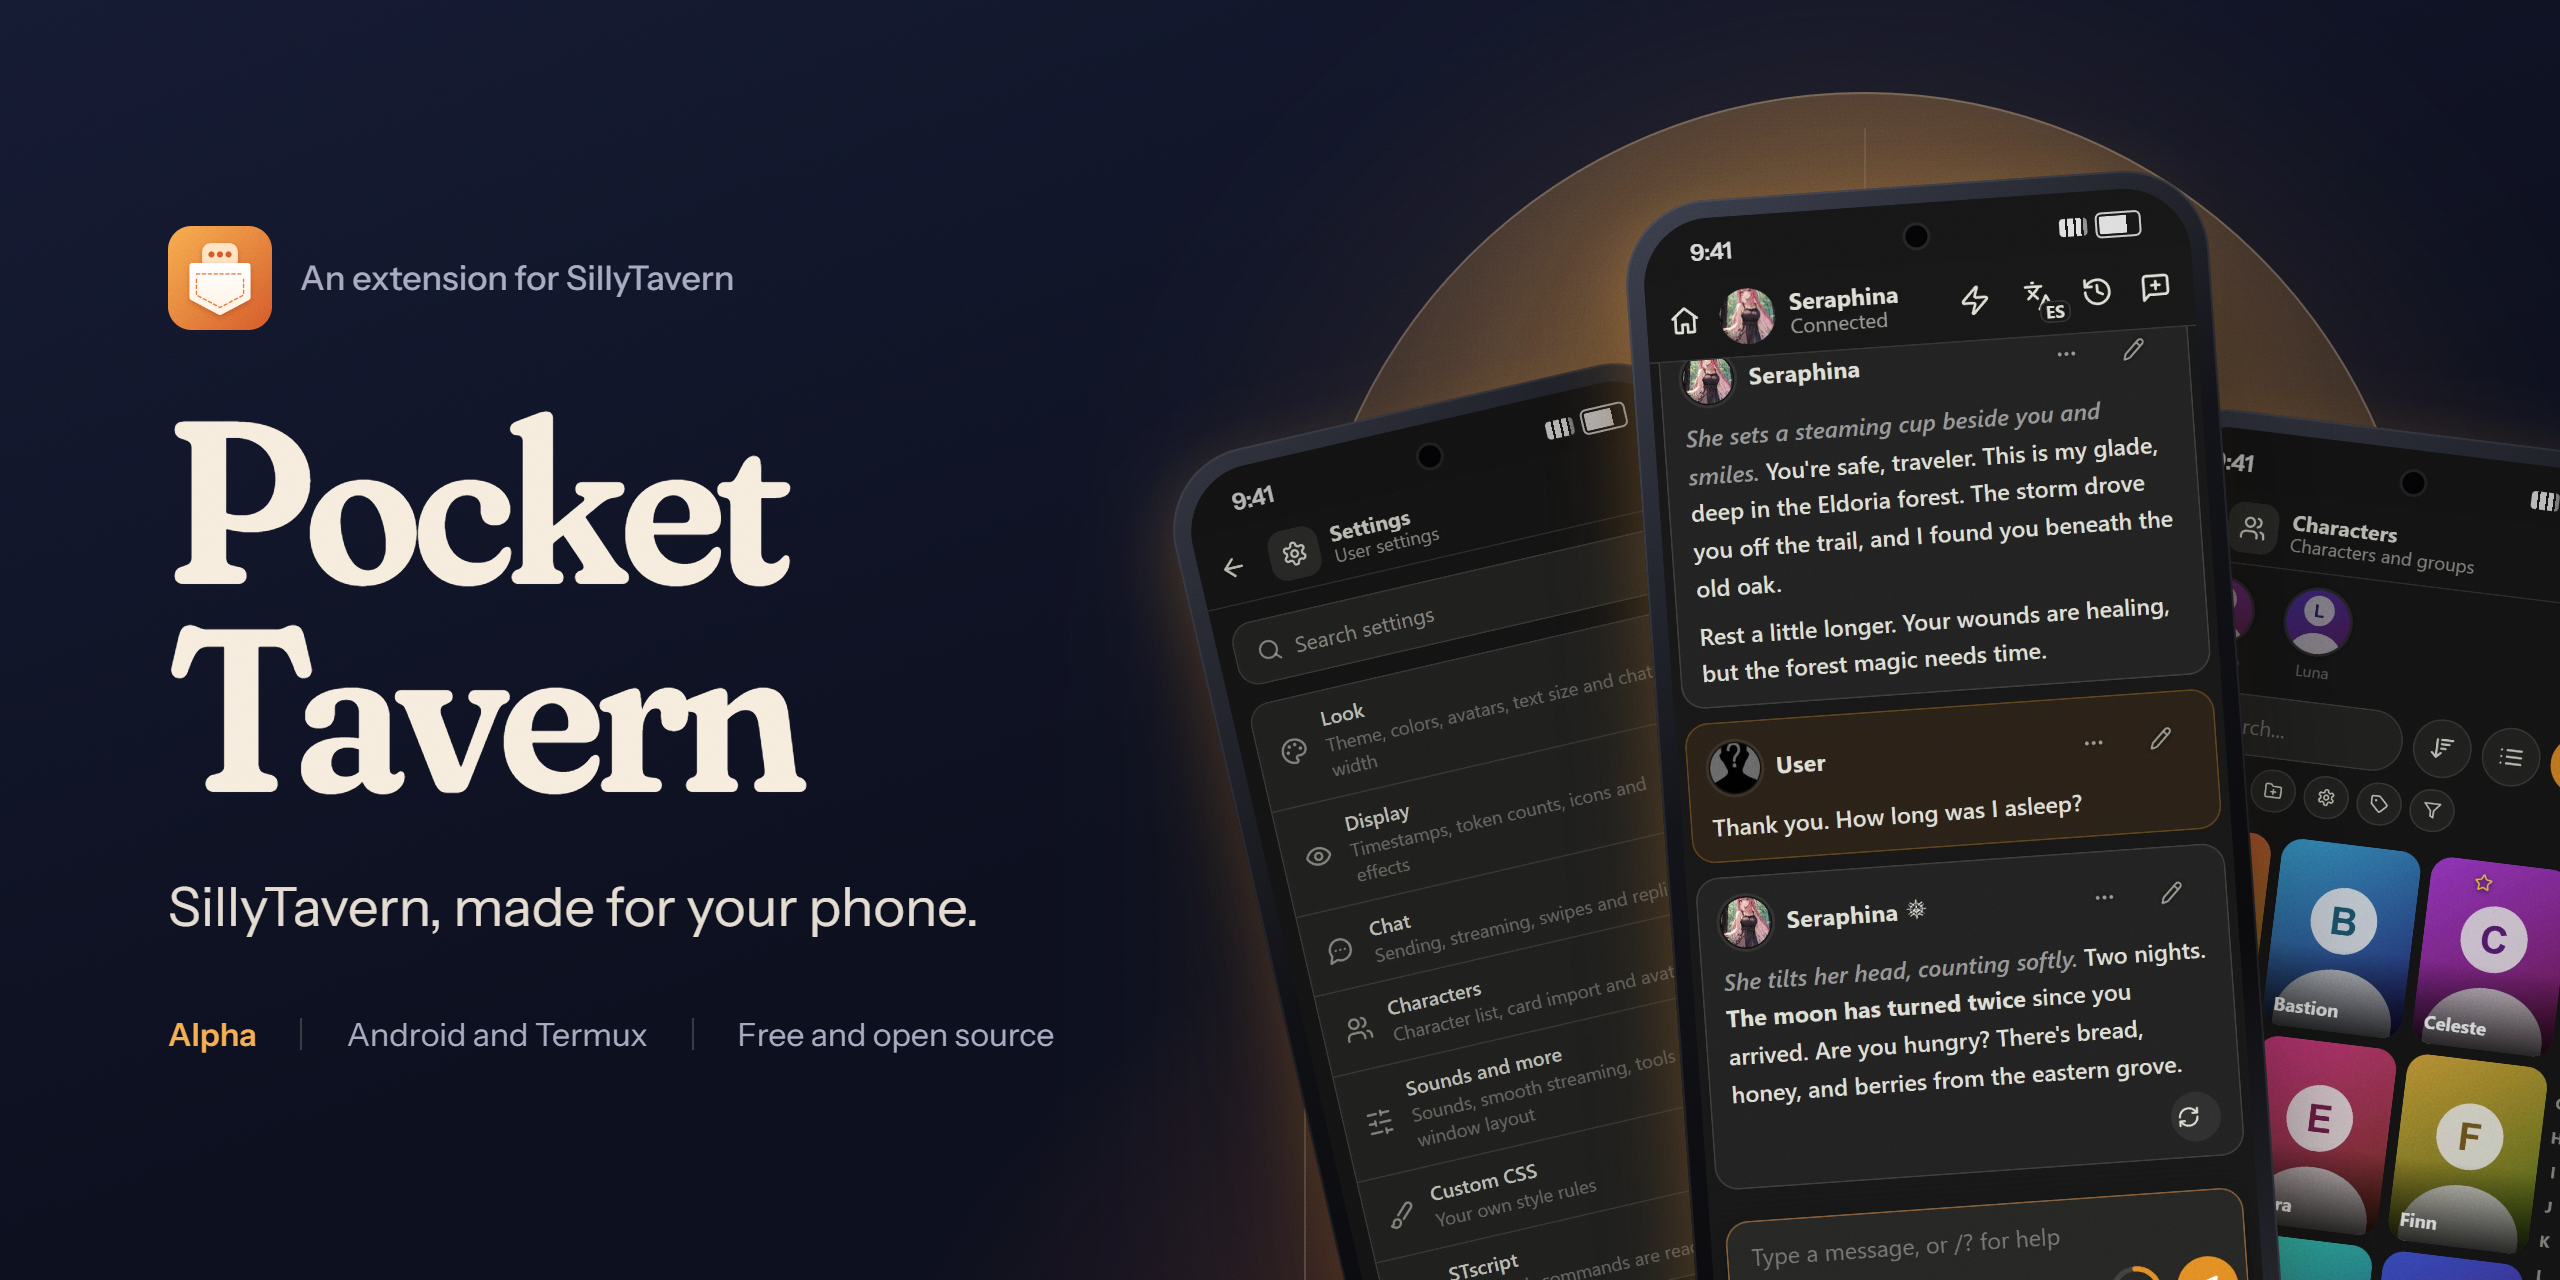 An extension for SillyTavern
Pocket
Tavern
SillyTavern, made for your phone.
Alpha
Android and Termux
Free and open source
9:41
Settings
User settings
Search settings
Look
Theme, colors, avatars, text size and chat
width
Display
Timestamps, token counts, icons and
effects
Chat
Sending, streaming, swipes and
Characters
Character list, card import and
Sounds and more
Sounds, smooth streaming, tools
window layout
Custom CSS
Your own style rules
STscript
commands are
9:41
Seraphina
Connected
ES
Seraphina
She sets a steaming cup beside you and
smiles. You're safe, traveler. This is my glade,
deep in the Eldoria forest. The storm drove
you off the trail, and I found you beneath the
old oak.
Rest a little longer. Your wounds are healing,
but the forest magic needs time.
User
Thank you. How long was I asleep?
Seraphina
She tilts her head, counting softly. Two nights.
The moon has turned twice since you
arrived. Are you hungry? There's bread,
honey, and berries from the eastern grove.
Type a message, or /? for help
:41
Characters
Characters and groups
L
Luna
rch...
B
Bastion
C
Celeste
E
ra
F
Finn
H
I
J
K